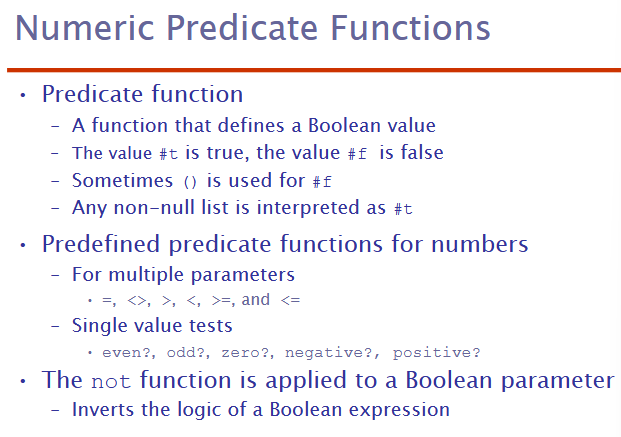 Numeric Predicate Functions
• Predicate function
– A function that defines a Boolean value
– The value #t is true, the value #f is false
– Sometimes () is used for #f
– Any non-null list is interpreted as #t
• Predefined predicate functions for numbers
– For multiple parameters
• =, <>, >, <, >=, and <=
– Single value tests
• even?, odd?, zero?, negative?, positive?
• The not function is applied to a Boolean parameter
– Inverts the logic of a Boolean expression